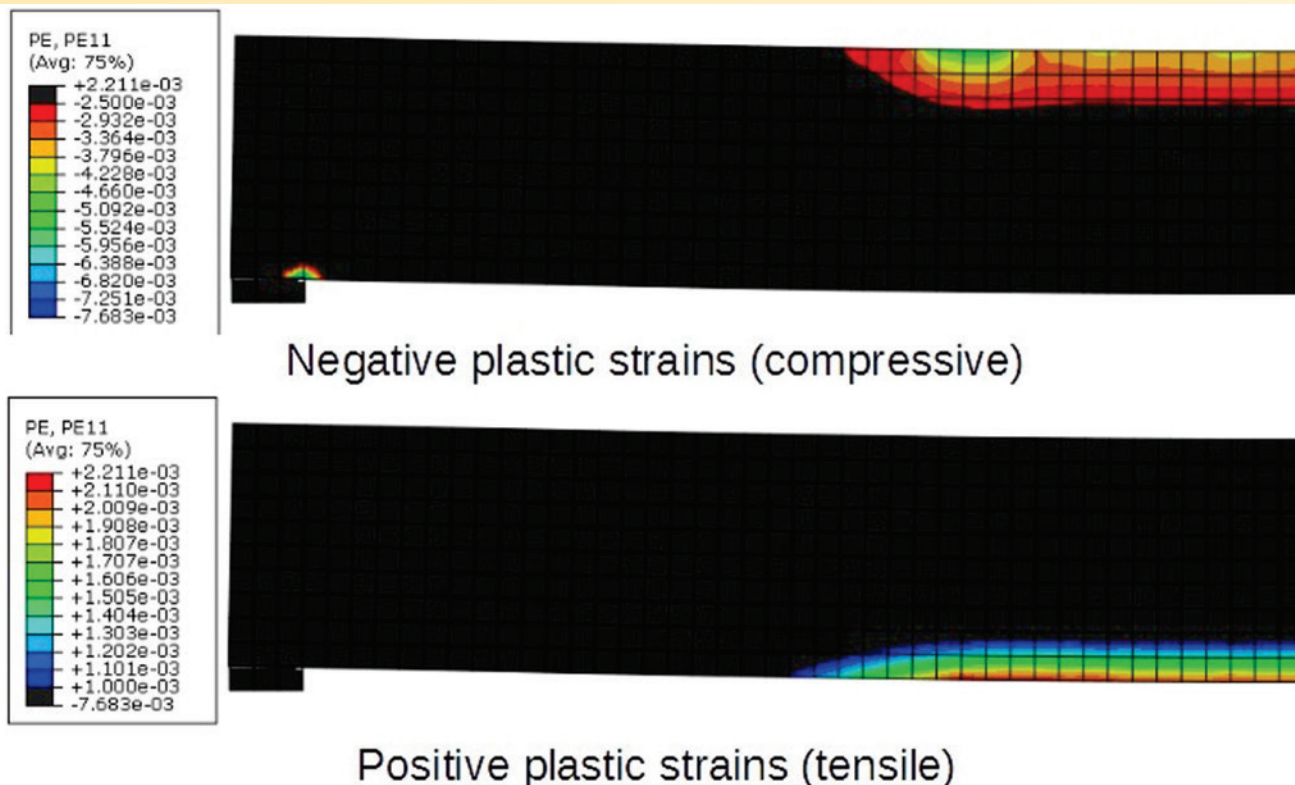 PE, PE11
(Avg: 75%)
+2.211e-03
-2.500e-03
-2.932e-03
-3.364e-03
-3.796e-03
-4.228e-03
-4.660e-03
-5.092e-03
-5.524e-03
-5.956e-03
-6.388e-03
-6.820e-03
-7.251e-03
-7.683e-03
Negative plastic strains (compressive)
PE, PE11
(Avg: 75%)
+2.211e-03
+2.110e-03
+2.009e-03
+1.908e-03
+1.807e-03
+1.707e-03
+1.606e-03
+1.505e-03
+1.404e-03
+1.303e-03
+1.202e-03
+1.101e-03
+1.000e-03
-7.683e-03
Positive plastic strains (tensile)